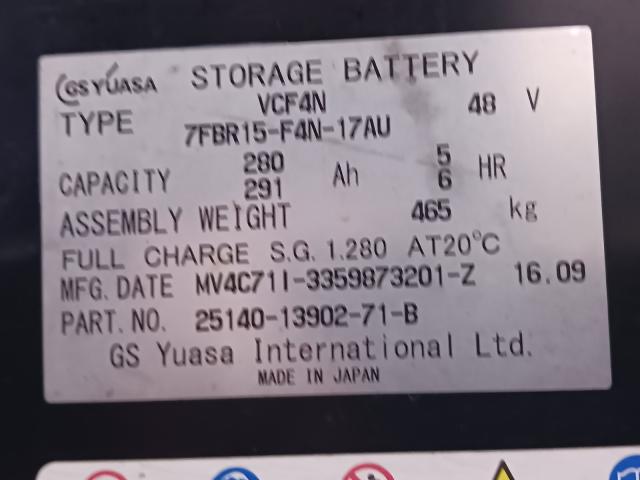 GS YUASA STORAGE BATTERY
TYPE VCF4N 48 V
7FBR15-F4N-17AU
CAPACITY 280 Ah 5 HR
291 6
ASSEMBLY WEIGHT 465 kg
FULL CHARGE S.G. 1.280 AT20°C
MFG. DATE MV4C71I-3359873201-Z 16.09
PART. NO. 25140-13902-71-B
GS Yuasa International Ltd.
MADE IN JAPAN